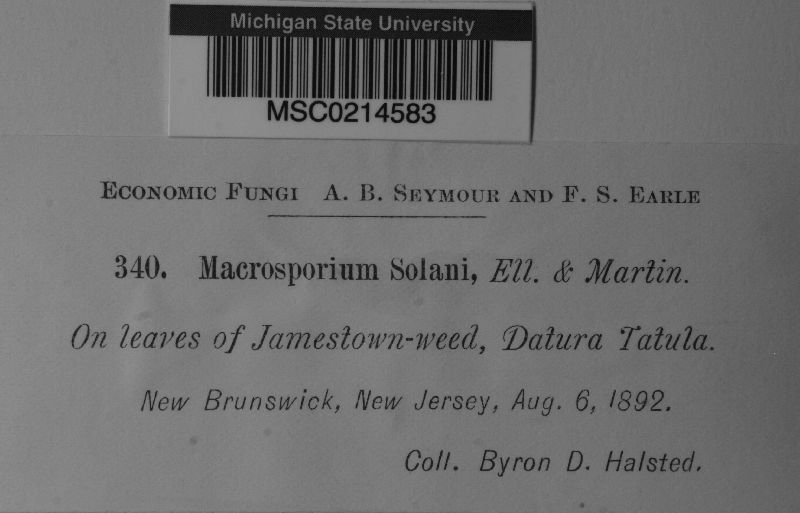 Michigan State University
MSC0214583
Economic Fungi A. B. Seymour and F. S. Earle
340. Macrosporium Solani, Ell. & Martin.
On leaves of Jamestown-weed, Datura Tatula.
New Brunswick, New Jersey, Aug. 6, 1892.
Coll. Byron D. Halsted.